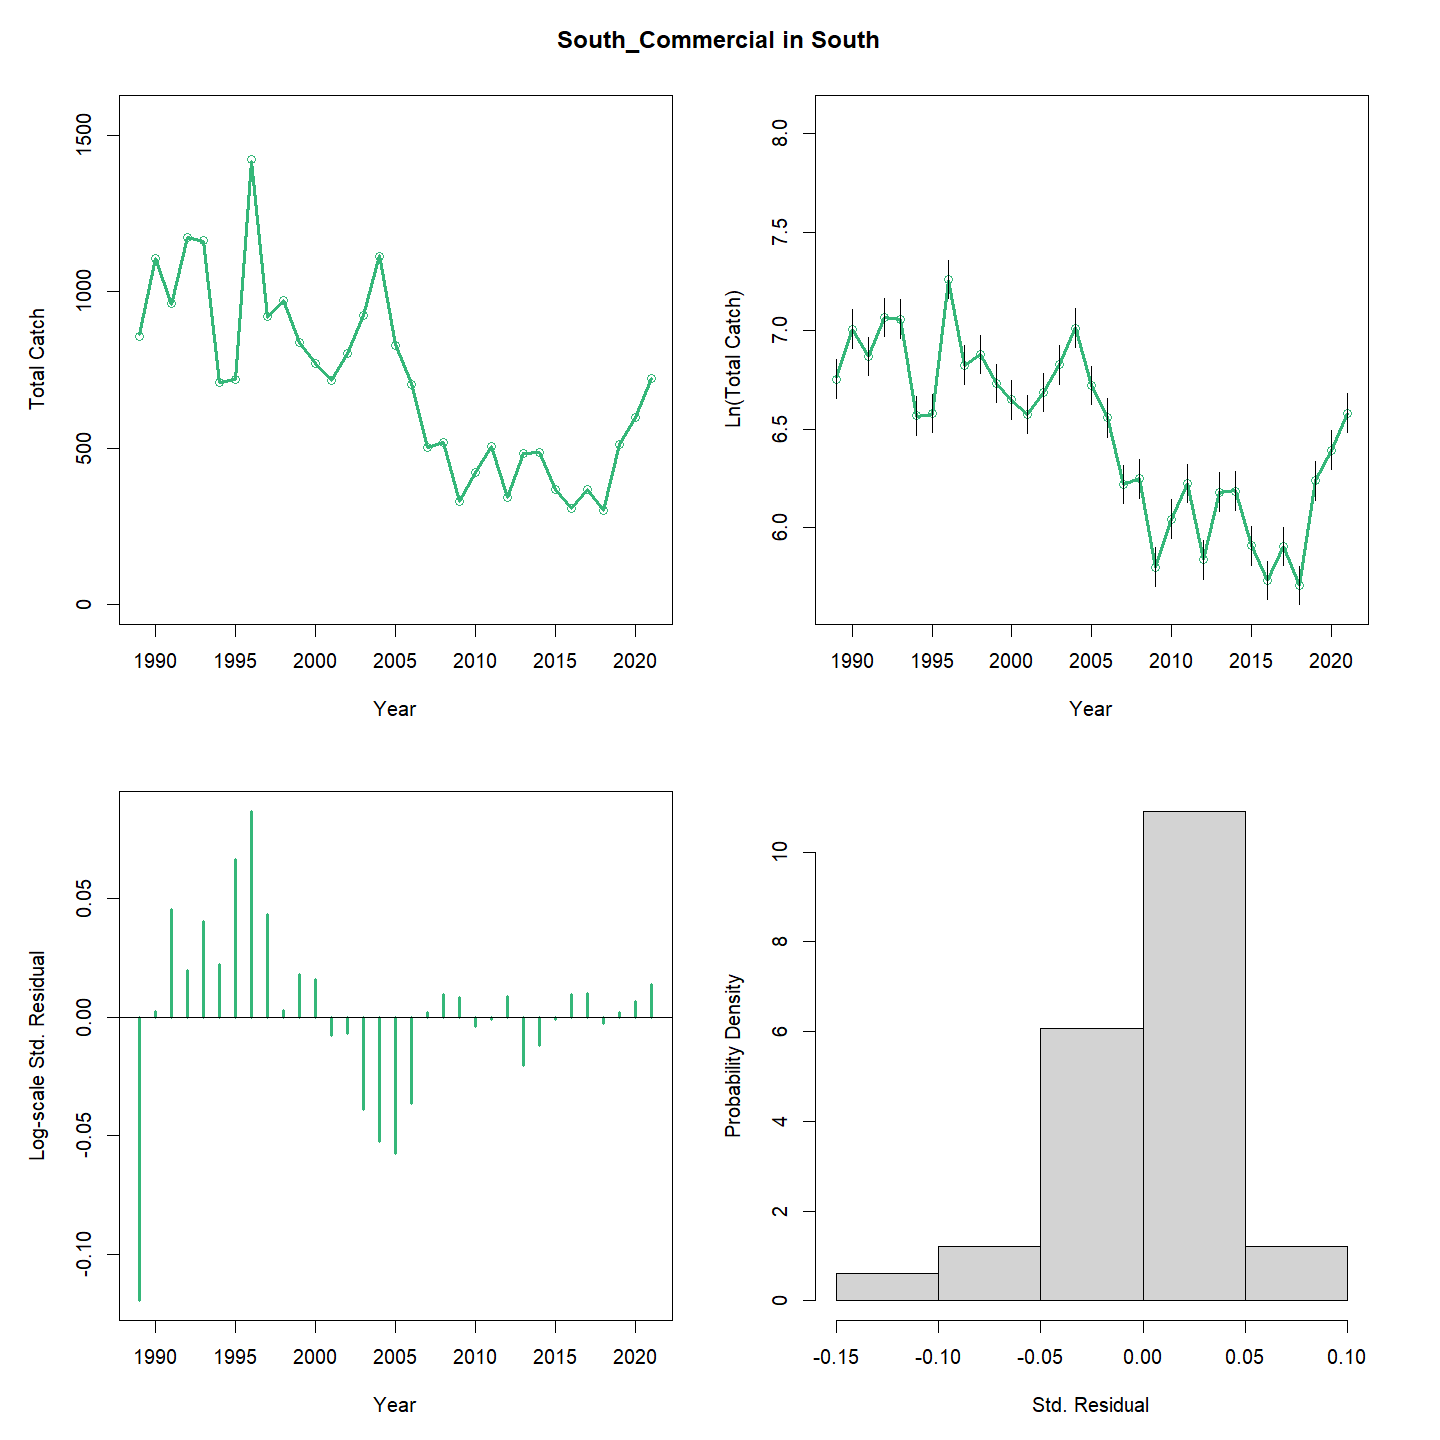 South_Commercial in South
Total Catch
1500
1000
500
0
1990 1995 2000 2005 2010 2015 2020
Year
Ln(Total Catch)
8.0
7.5
7.0
6.5
6.0
1990 1995 2000 2005 2010 2015 2020
Year
Log-scale Std. Residual
0.05
0.00
-0.05
-0.10
1990 1995 2000 2005 2010 2015 2020
Year
Probability Density
10
8
6
4
2
0
-0.15 -0.10 -0.05 0.00 0.05 0.10
Std. Residual